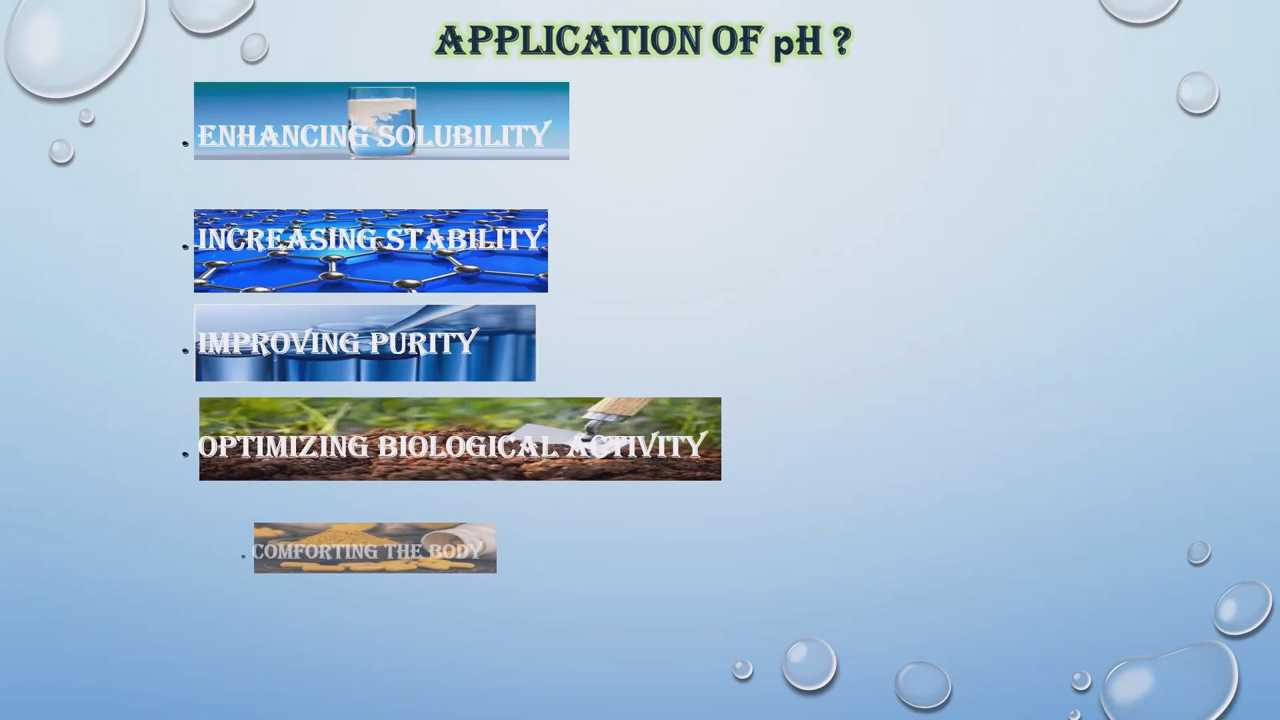 APPLICATION OF pH ?
• ENHANCING SOLUBILITY
• INCREASING STABILITY
• IMPROVING PURITY
• OPTIMIZING BIOLOGICAL ACTIVITY
• COMFORTING THE BODY